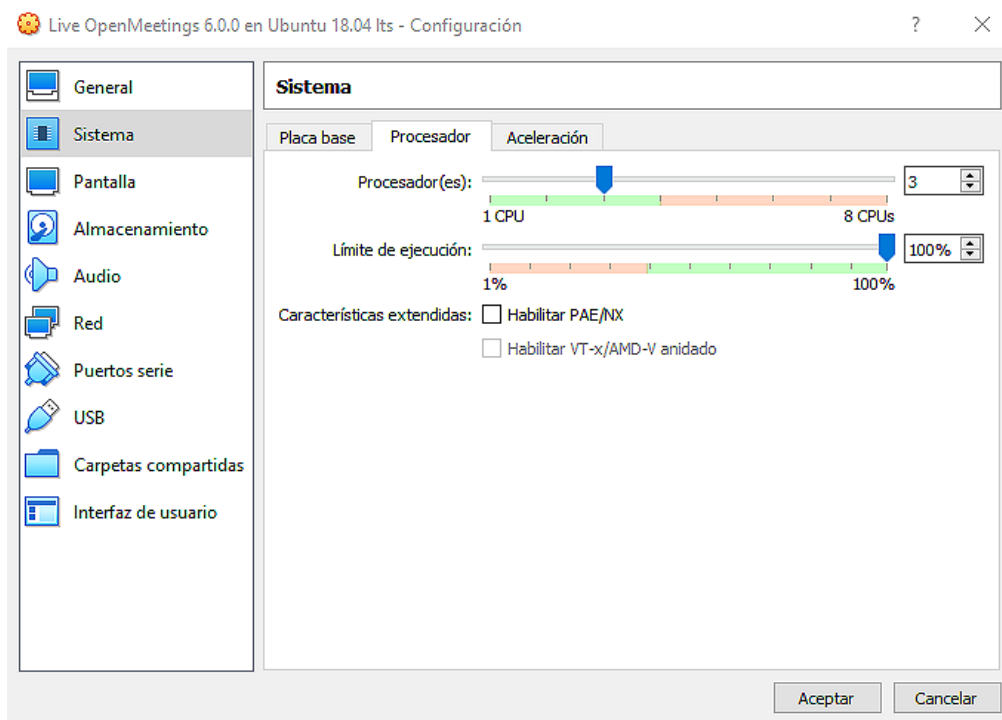 Live OpenMeetings 6.0.0 en Ubuntu 18.04 lts - Configuración
?
General
Sistema
Pantalla
Almacenamiento
Audio
Red
Puertos serie
USB
Carpetas compartidas
Interfaz de usuario
Sistema
Placa base Procesador Aceleración
Procesador(es): 3
1 CPU 8 CPUs
Límite de ejecución: 100%
1% 100%
Características extendidas: Habilitar PAE/NX
Habilitar VT-x/AMD-V anidado
Aceptar Cancelar